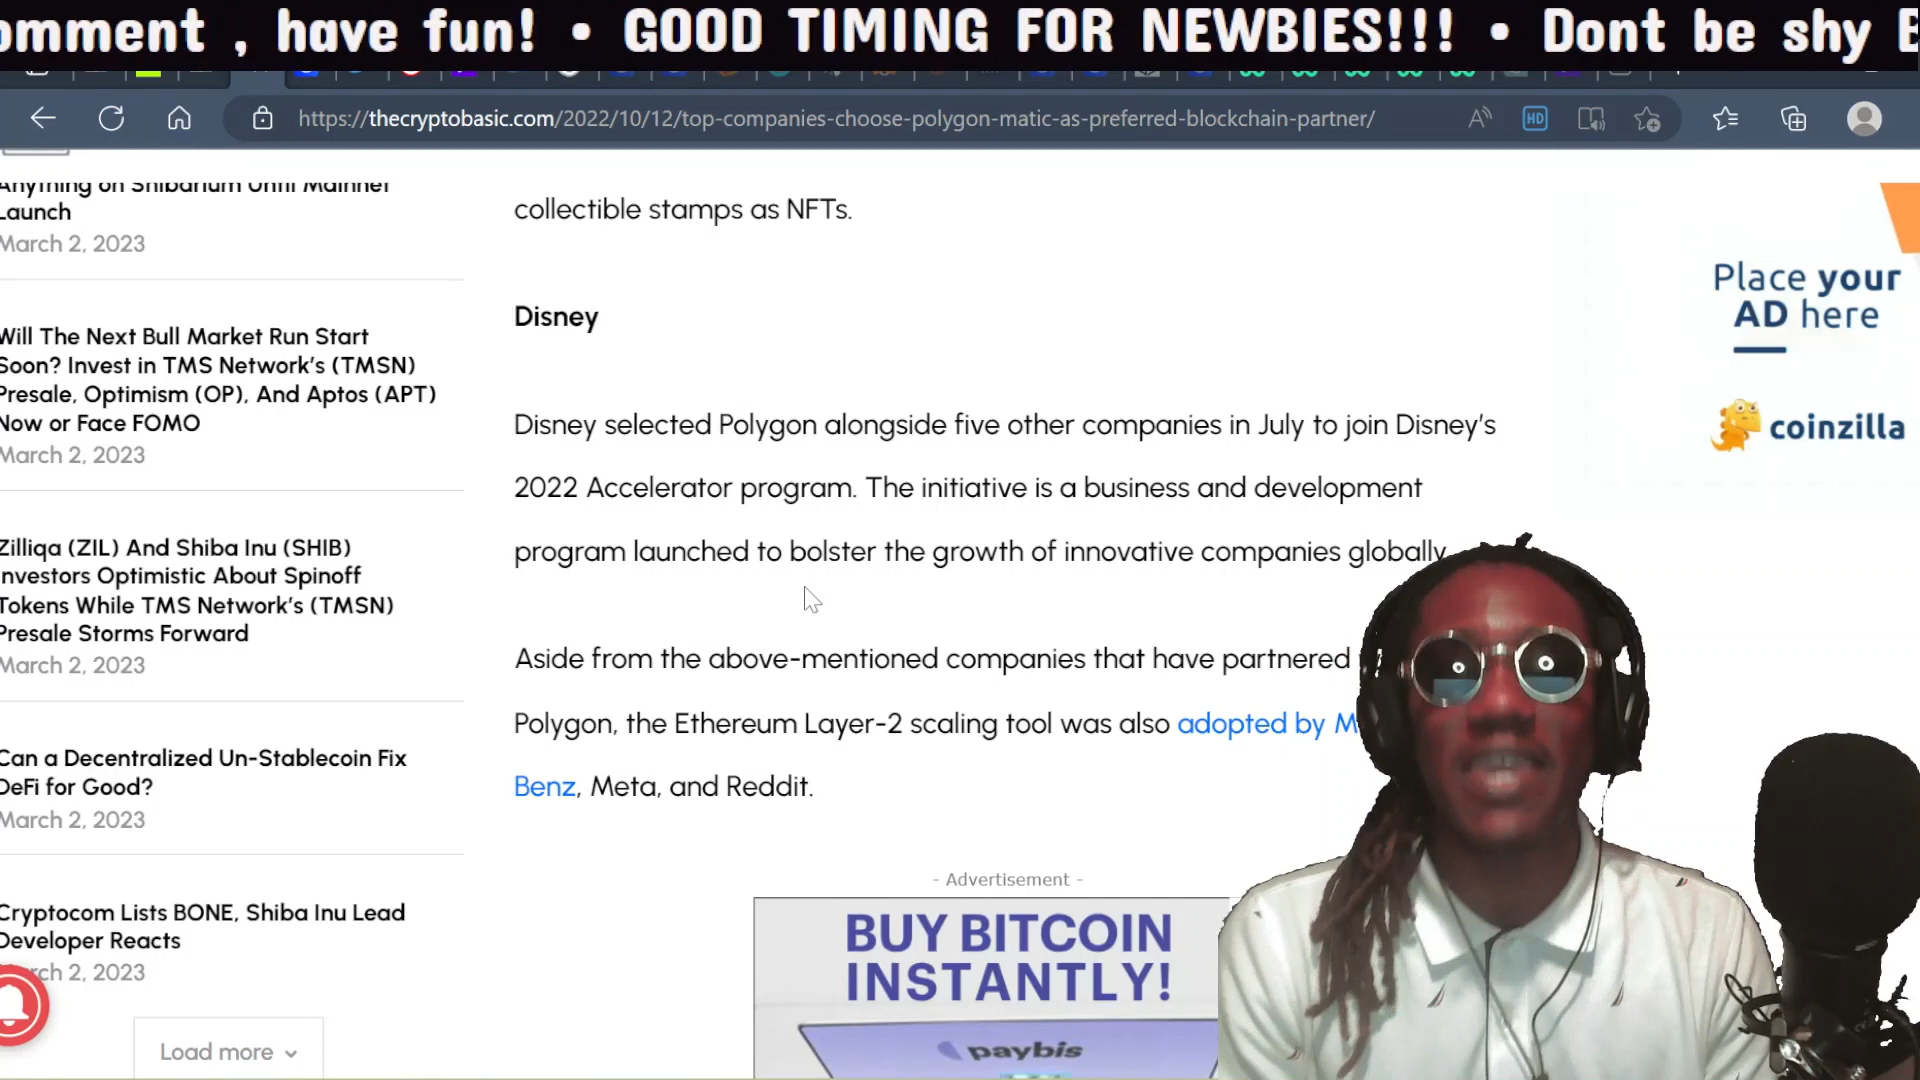 omment , have fun! • GOOD TIMING FOR NEWBIES!!! • Dont be shy
https://thecryptobasic.com/2022/10/12/top-companies-choose-polygon-matic-as-preferred-blockchain-partner/
HD
Anything on Shibarium Until Mainnet
Launch
March 2, 2023
Will The Next Bull Market Run Start
Soon? Invest in TMS Network's (TMSN)
Presale, Optimism (OP), And Aptos (APT)
Now or Face FOMO
March 2, 2023
Zilliqa (ZIL) And Shiba Inu (SHIB)
Investors Optimistic About Spinoff
Tokens While TMS Network's (TMSN)
Presale Storms Forward
March 2, 2023
Can a Decentralized Un-Stablecoin Fix
DeFi for Good?
March 2, 2023
Cryptocom Lists BONE, Shiba Inu Lead
Developer Reacts
rch 2, 2023
Load more
collectible stamps as NFTs.
Disney
Disney selected Polygon alongside five other companies in July to join Disney's
2022 Accelerator program. The initiative is a business and development
program launched to bolster the growth of innovative companies globally
Aside from the above-mentioned companies that have partnered
Polygon, the Ethereum Layer-2 scaling tool was also adopted by M
Benz, Meta, and Reddit.
- Advertisement -
BUY BITCOIN
INSTANTLY!
paybis
Place your
AD here
coinzilla